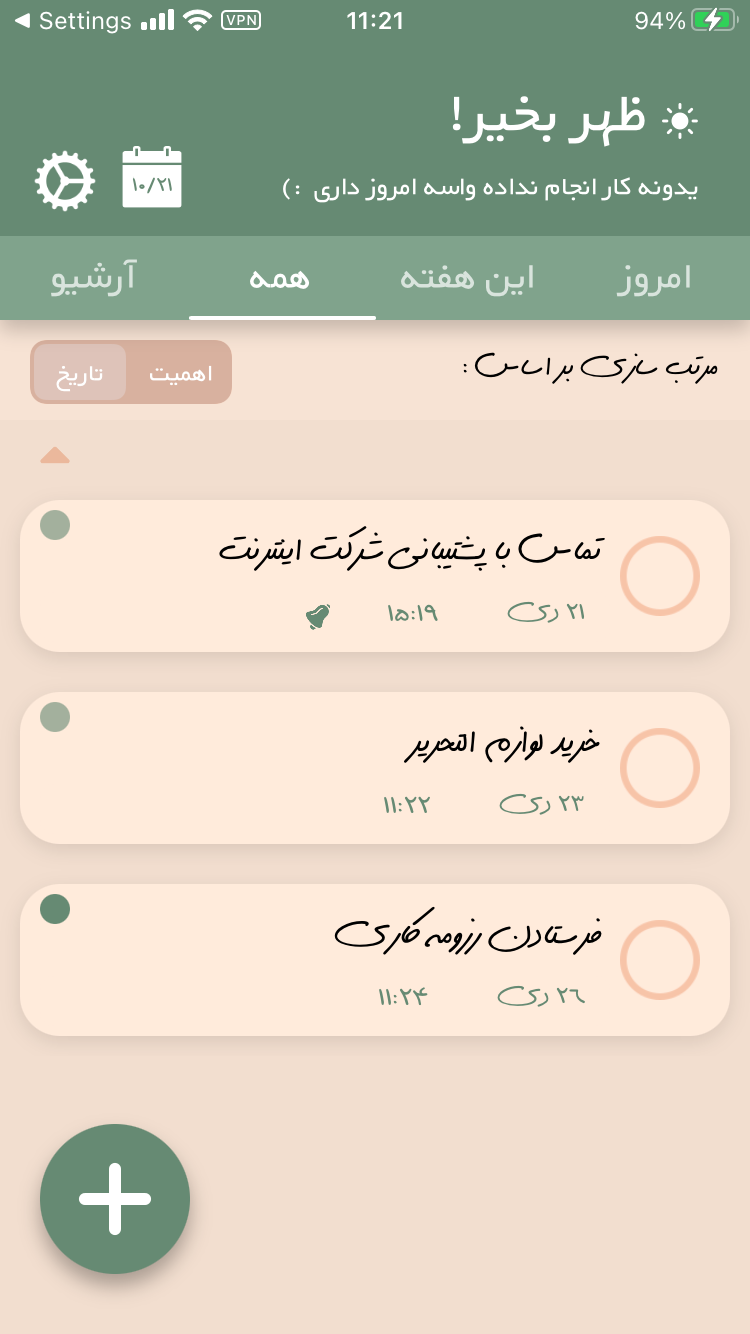 Settings VPN 11:21 94%
ظهر بخیر!
یدونه کار انجام نداده واسه امروز داری :)
۱۰/۲۱
امروز این هفته همه آرشیو
مرتب سازی بر اساس :
اهمیت تاریخ
تماس با پشتیبانی شرکت اینترنت
۲۱ دی ۱۵:۱۹
خرید لوازم التحریر
۲۳ دی ۱۱:۲۲
فرستادن رزومه کاری
۲٦ دی ۱۱:۲۴